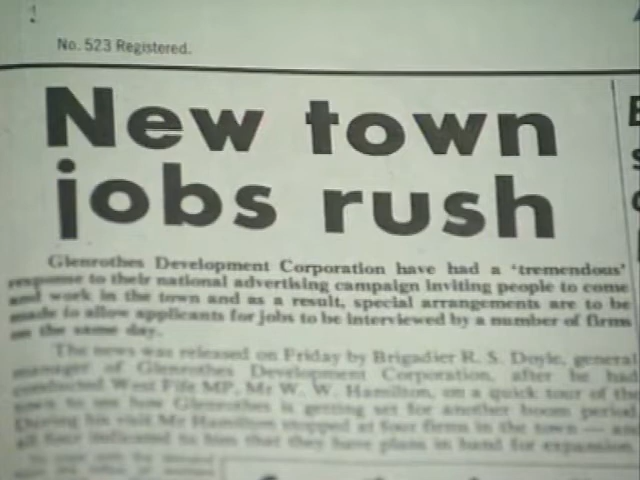 No. 523 Registered.
New town
jobs rush
Glenrothes Development Corporation have had a 'tremendous'
response to their national advertising campaign inviting people to come
and work in the town and as a result, special arrangements are to be
made to allow applicants for jobs to be interviewed by a number of firms
on the same day.
The news was released on Friday by Brigadier R. S. Doyle, general
manager of Glenrothes Development Corporation, after he had
conducted West Fife MP, Mr W. W. Hamilton, on a quick tour of the
town to see how Glenrothes is getting set for another boom period.
During his visit Mr Hamilton stopped at four firms in the town — and
all four indicated to him that they have plans in hand for expansion.